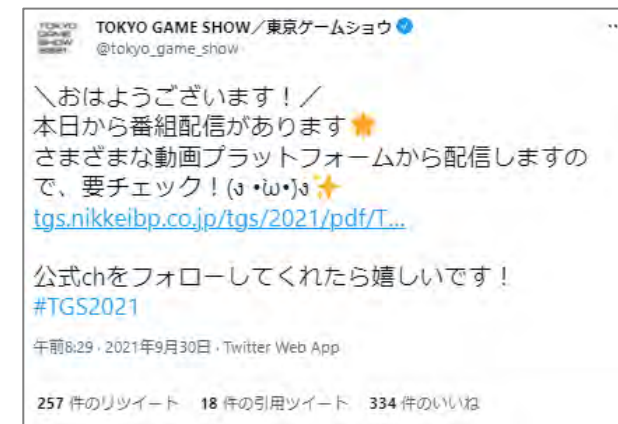 TOKYO
GAME
SHOW
2021
TOKYO GAME SHOW／東京ゲームショウ
@tokyo_game_show
...
＼おはようございます！／
本日から番組配信があります🌟
さまざまな動画プラットフォームから配信しますの
で、要チェック！(ง •̀ω•́)ง✨
tgs.nikkeibp.co.jp/tgs/2021/pdf/T...
公式chをフォローしてくれたら嬉しいです！
#TGS2021
午前8:29 · 2021年9月30日 · Twitter Web App
257 件のリツイート 18 件の引用ツイート 334 件のいいね